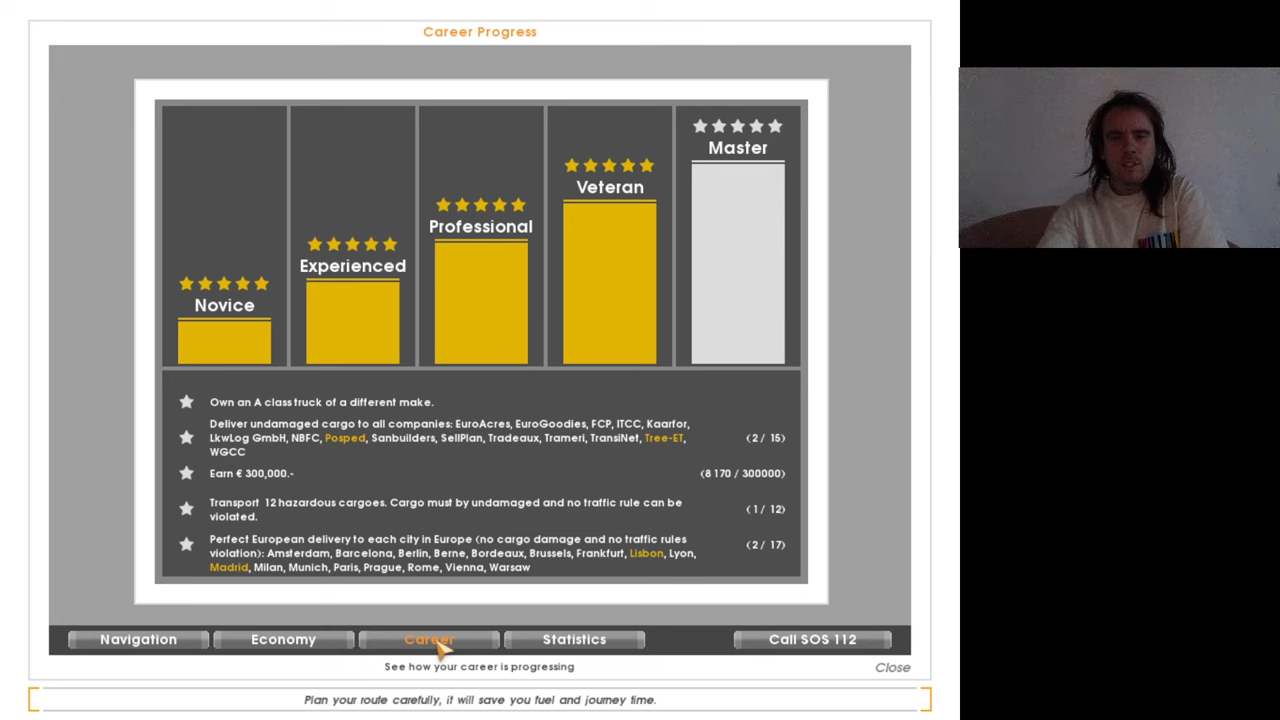 Career Progress
Master
Veteran
Professional
Experienced
Novice
Own an A class truck of a different make.
Deliver undamaged cargo to all companies: EuroAcres, EuroGoodies, FCP, ITCC, Kaarfor,
LkwLog GmbH, NBFC, Posped, Sanbuilders, SellPlan, Tradeaux, Trameri, TransiNet, Tree-ET,
WGCC
(2/ 15)
Earn € 300,000.-
(8 170 / 300000)
Transport 12 hazardous cargoes. Cargo must by undamaged and no traffic rule can be
violated.
(1/ 12)
Perfect European delivery to each city in Europe (no cargo damage and no traffic rules
violation): Amsterdam, Barcelona, Berlin, Berne, Bordeaux, Brussels, Frankfurt, Lisbon, Lyon,
Madrid, Milan, Munich, Paris, Prague, Rome, Vienna, Warsaw
(2/ 17)
Navigation
Economy
Career
Statistics
Call SOS 112
See how your career is progressing
Close
Plan your route carefully, it will save you fuel and journey time.